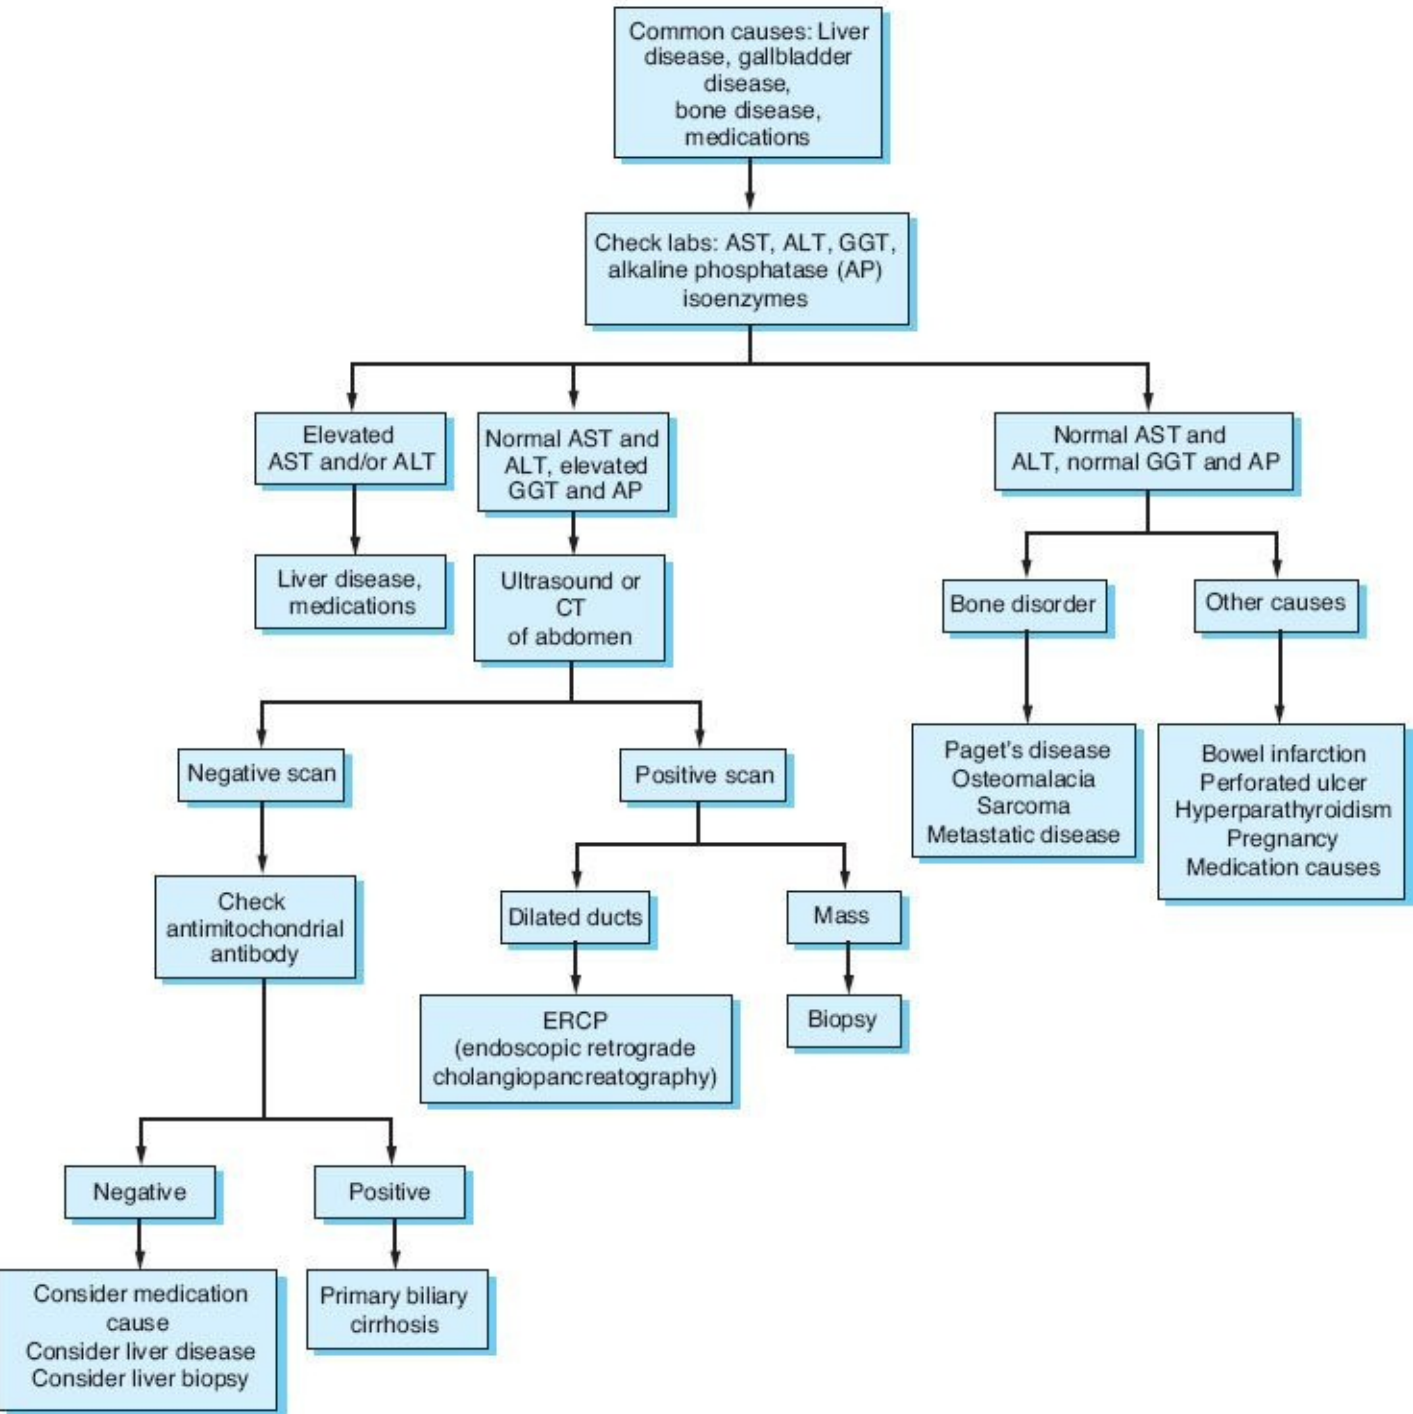 Common causes: Liver
disease, gallbladder
disease,
bone disease,
medications
Check labs: AST, ALT, GGT,
alkaline phosphatase (AP)
isoenzymes
Elevated
AST and/or ALT
Normal AST and
ALT, elevated
GGT and AP
Normal AST and
ALT, normal GGT and AP
Liver disease,
medications
Ultrasound or
CT
of abdomen
Bone disorder
Other causes
Negative scan
Positive scan
Paget's disease
Osteomalacia
Sarcoma
Metastatic disease
Bowel infarction
Perforated ulcer
Hyperparathyroidism
Pregnancy
Medication causes
Check
antimitochondrial
antibody
Dilated ducts
Mass
ERCP
(endoscopic retrograde
cholangiopancreatography)
Biopsy
Negative
Positive
Consider medication
cause
Consider liver disease
Consider liver biopsy
Primary biliary
cirrhosis